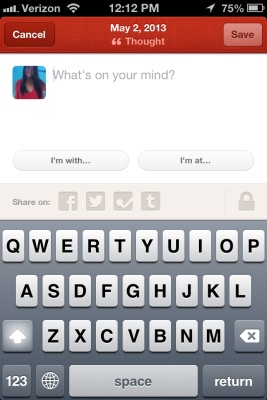 Verizon 12:12 PM 75%
Cancel May 2, 2013 Save
Thought
What's on your mind?
I'm with... I'm at...
Share on: f t
Q W E R T Y U I O P
A S D F G H J K L
Z X C V B N M
123 space return